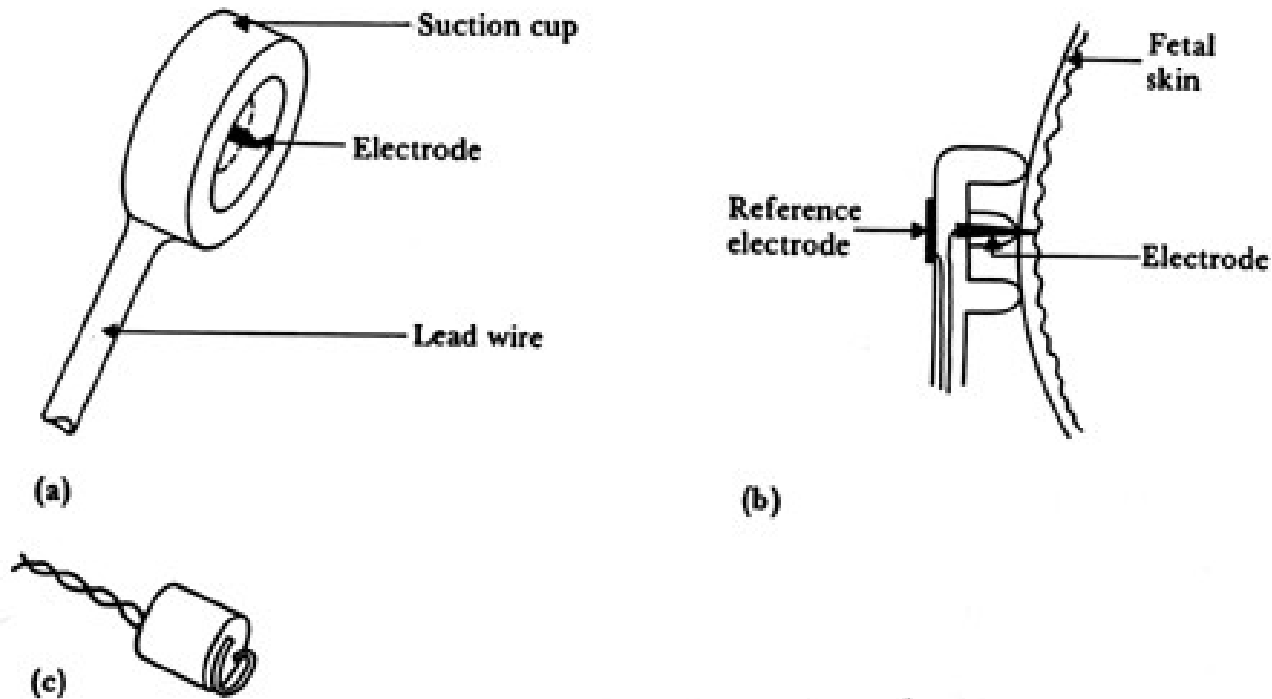 Suction cup
Electrode
Lead wire
(a)
Fetal
skin
Reference
electrode
Electrode
(b)
(c)